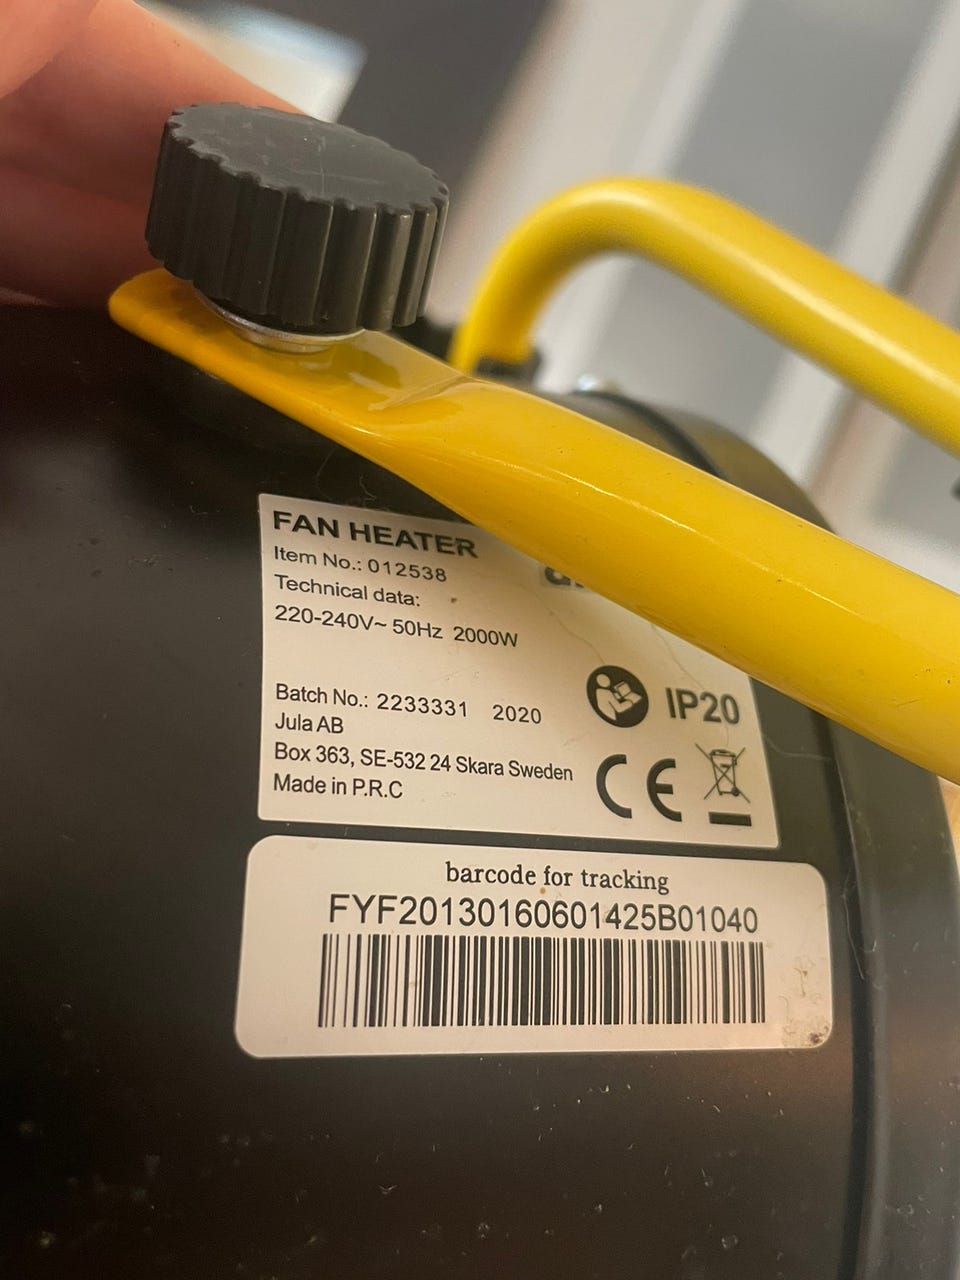 FAN HEATER
Item No.: 012538
Technical data:
220-240V~ 50Hz 2000W
IP20
Batch No.: 2233331 2020
Jula AB
Box 363, SE-532 24 Skara Sweden
Made in P.R.C
CE
barcode for tracking
FYF20130160601425B01040